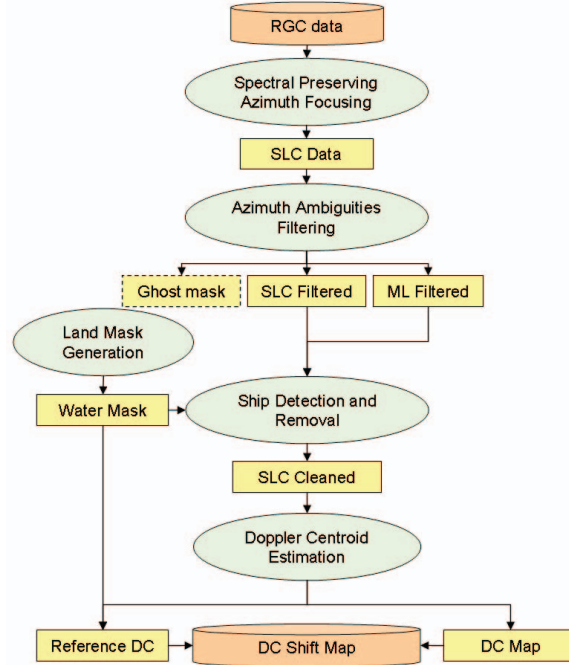 RGC data
Spectral Preserving
Azimuth Focusing
SLC Data
Azimuth Ambiguities
Filtering
Ghost mask
SLC Filtered
ML Filtered
Land Mask
Generation
Water Mask
Ship Detection and
Removal
SLC Cleaned
Doppler Centroid
Estimation
Reference DC
DC Shift Map
DC Map